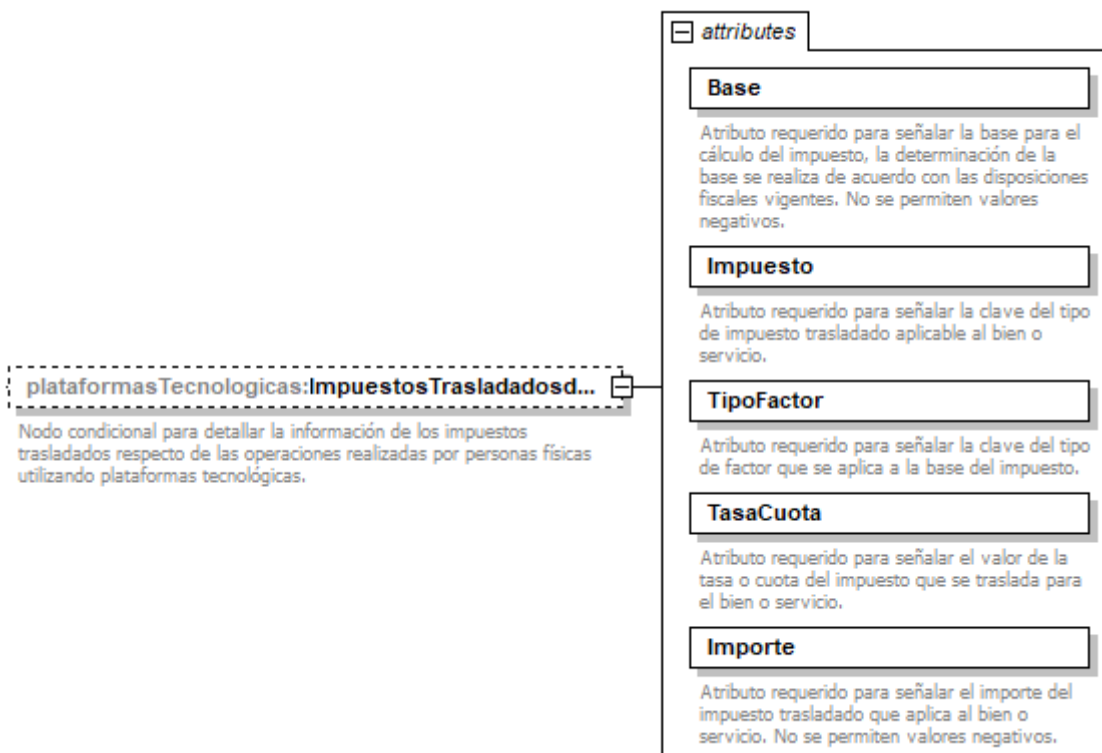 attributes
Base
Atributo requerido para señalar la base para el
cálculo del impuesto, la determinación de la
base se realiza de acuerdo con las disposiciones
fiscales vigentes. No se permiten valores
negativos.
Impuesto
Atributo requerido para señalar la clave del tipo
de impuesto trasladado aplicable al bien o
servicio.
plataformasTecnologicas:ImpuestosTrasladadosd...
Nodo condicional para detallar la información de los impuestos
trasladados respecto de las operaciones realizadas por personas físicas
utilizando plataformas tecnológicas.
TipoFactor
Atributo requerido para señalar la clave del tipo
de factor que se aplica a la base del impuesto.
TasaCuota
Atributo requerido para señalar el valor de la
tasa o cuota del impuesto que se traslada para
el bien o servicio.
Importe
Atributo requerido para señalar el importe del
impuesto trasladado que aplica al bien o
servicio. No se permiten valores negativos.